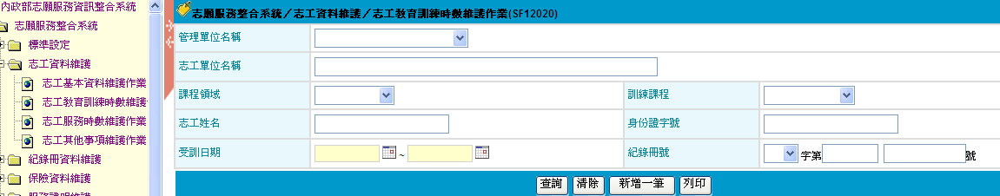 內政部志願服務資訊整合系統
志願服務整合系統
標準設定
志工資料維護
志工基本資料維護作業
志工教育訓練時數維護
志工服務時數維護作業
志工其他事項維護作業
紀錄冊資料維護
保險資料維護
服務證明維護
志願服務整合系統／志工資料維護／志工教育訓練時數維護作業(SF12020)
管理單位名稱
志工單位名稱
課程領域
訓練課程
志工姓名
身份證字號
受訓日期 ~
紀錄冊號 字第 號
查詢 清除 新增一筆 列印